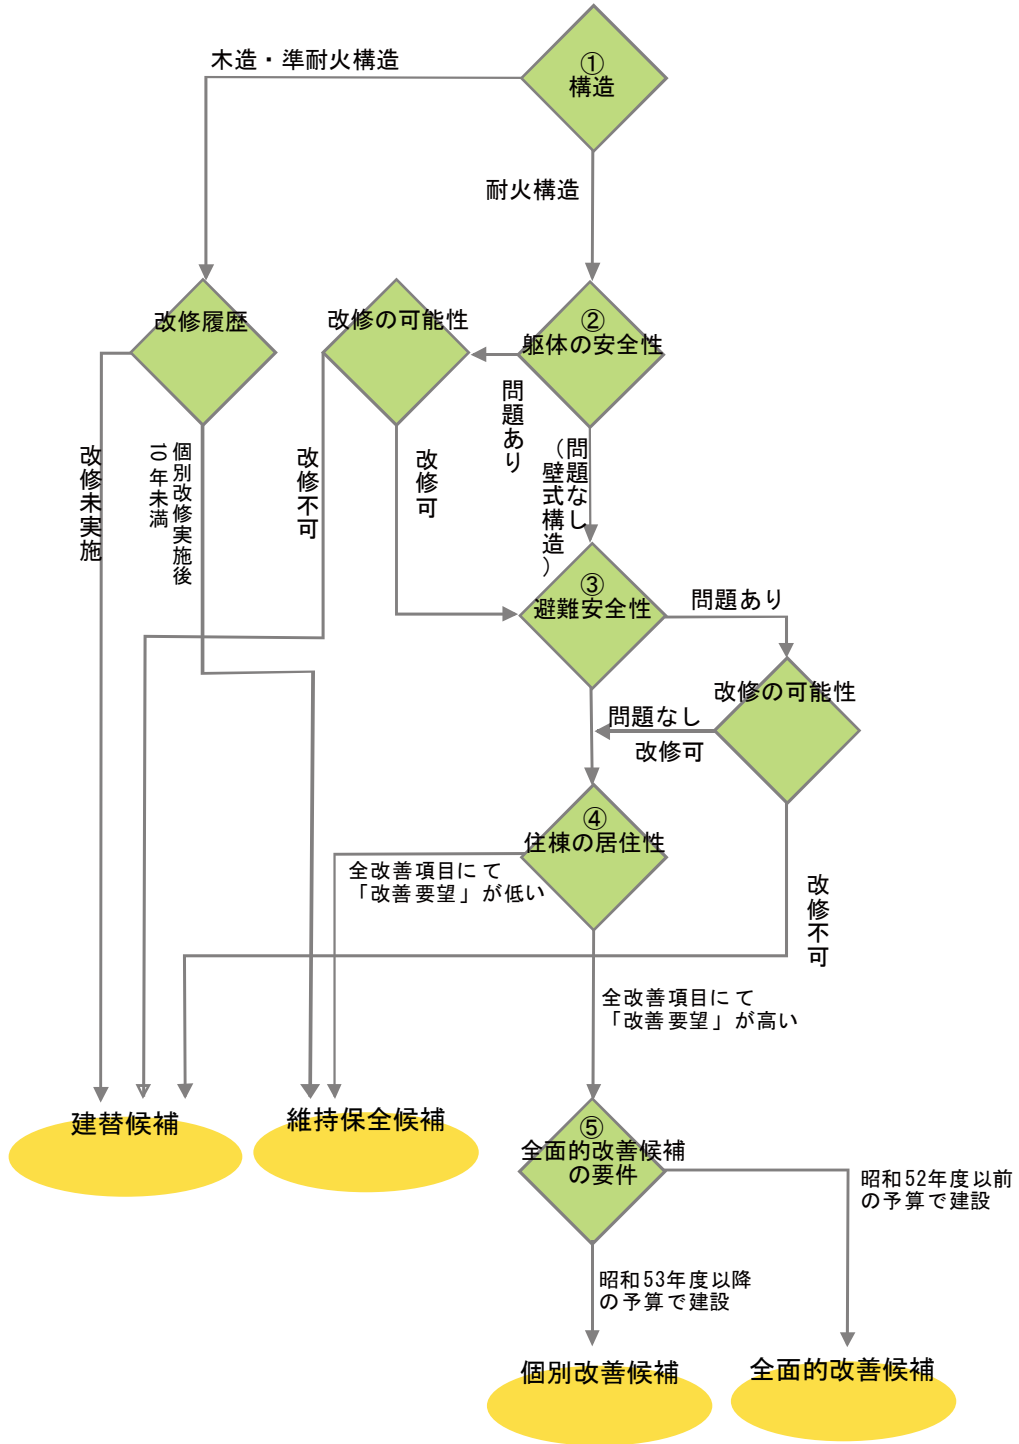 ①
構造
木造・準耐火構造
耐火構造
改修履歴
改修の可能性
②
躯体の安全性
問題あり
問題なし
（壁式構造）
改修未実施
個別改修実施後
10年未満
改修不可
改修可
③
避難安全性
問題あり
改修の可能性
問題なし
改修可
④
住棟の居住性
全改善項目にて
「改善要望」が低い
改修不可
全改善項目にて
「改善要望」が高い
建替候補
維持保全候補
⑤
全面的改善候補
の要件
昭和52年度以前
の予算で建設
昭和53年度以降
の予算で建設
個別改善候補
全面的改善候補